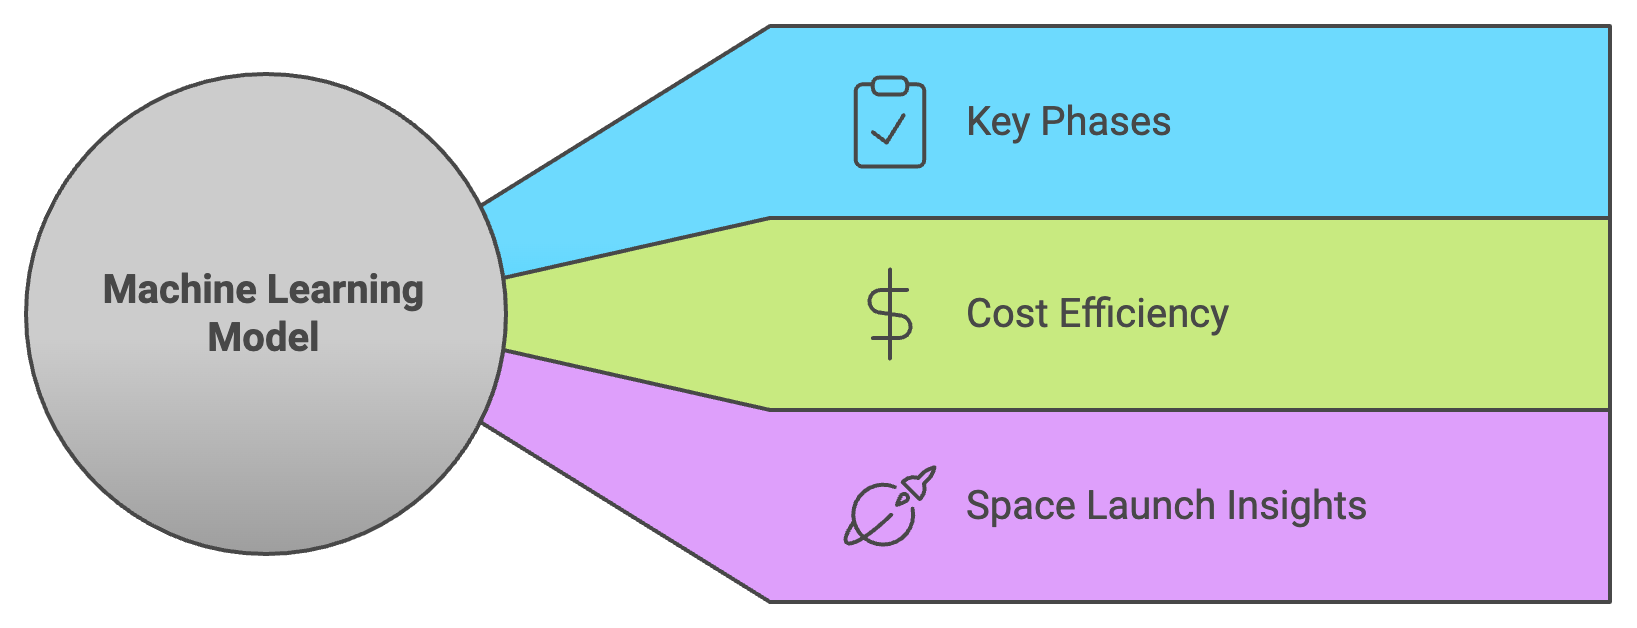 Machine Learning
Model
Key Phases
Cost Efficiency
Space Launch Insights